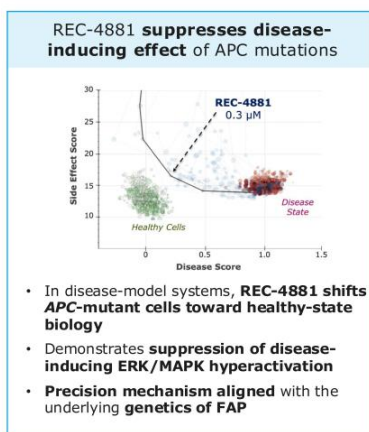 REC-4881 suppresses disease-
inducing effect of APC mutations
30
25
20
15
10
Side Effect Score
REC-4881
0.3 µM
Healthy Cells
Disease
State
0
0.5
1.0
1.5
Disease Score
• In disease-model systems, REC-4881 shifts
APC-mutant cells toward healthy-state
biology
• Demonstrates suppression of disease-
inducing ERK/MAPK hyperactivation
• Precision mechanism aligned with the
underlying genetics of FAP